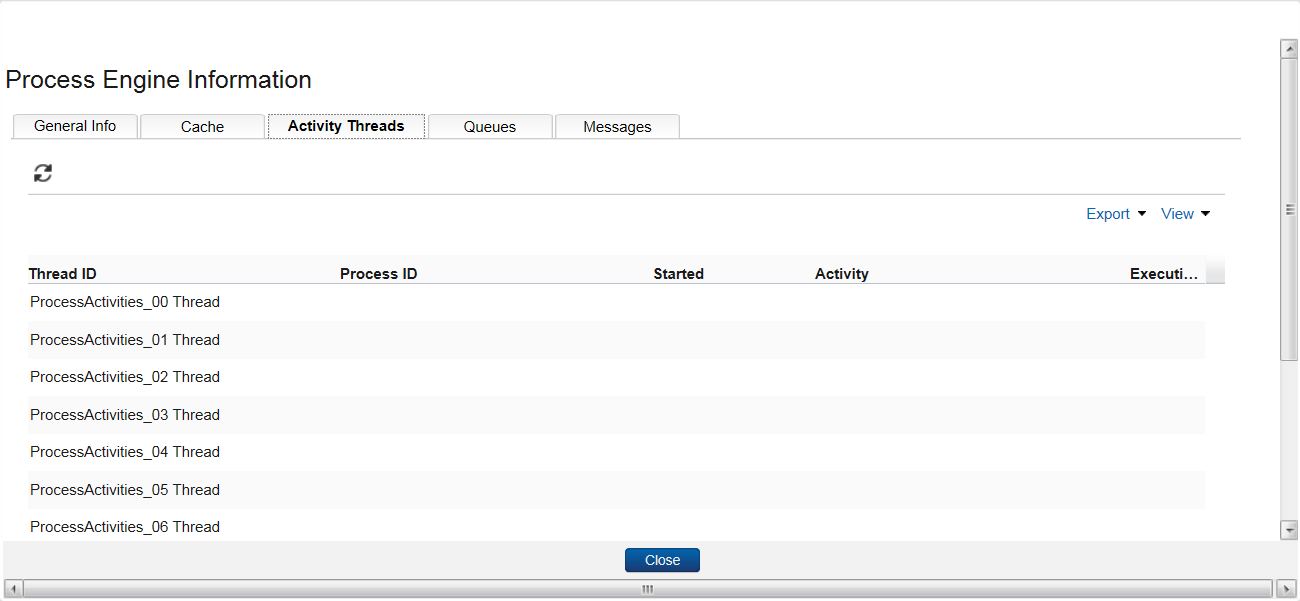 Process Engine Information
General Info Cache Activity Threads Queues Messages
Export View
Thread ID Process ID Started Activity Executi...
ProcessActivities_00 Thread
ProcessActivities_01 Thread
ProcessActivities_02 Thread
ProcessActivities_03 Thread
ProcessActivities_04 Thread
ProcessActivities_05 Thread
ProcessActivities_06 Thread
Close